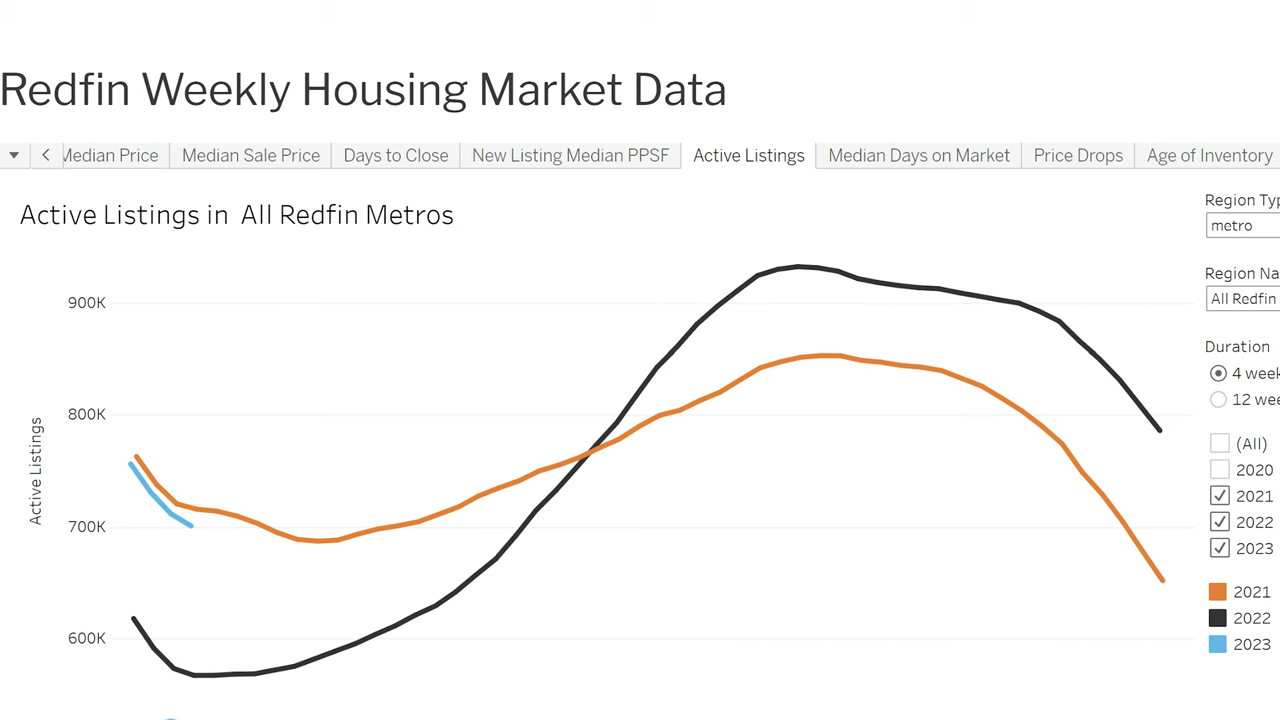 Redfin Weekly Housing Market Data
Median Price Median Sale Price Days to Close New Listing Median PPSF Active Listings Median Days on Market Price Drops Age of Inventory
Active Listings in All Redfin Metros
900K
800K
700K
600K
Active Listings
Region Typ
metro
Region Na
All Redfin
Duration
4 week
12 wee
(All)
2020
2021
2022
2023
2021
2022
2023